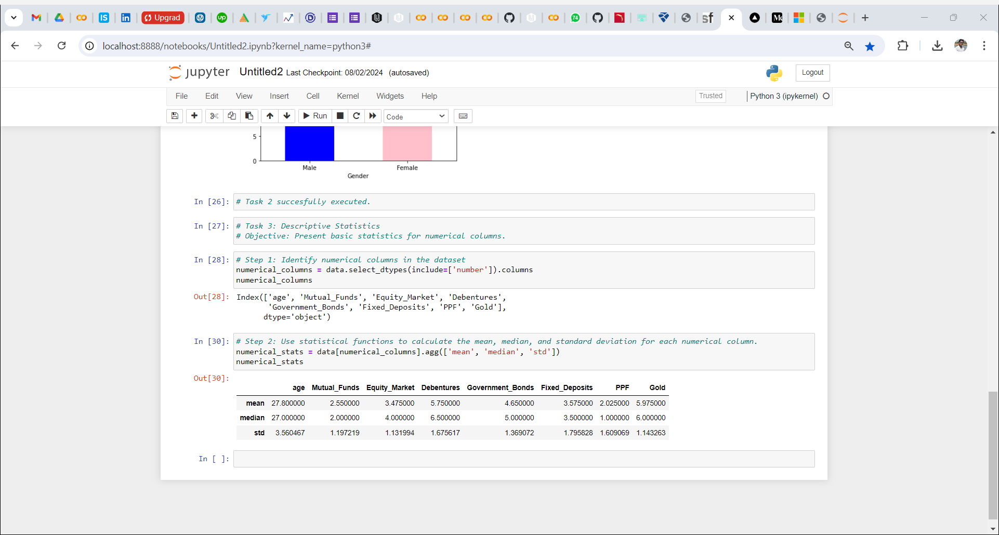 IS
in
Upgrad
up
74
sf
localhost:8888/notebooks/Untitled2.ipynb?kernel_name=python3#
jupyter Untitled2 Last Checkpoint: 08/02/2024 (autosaved)
Logout
File Edit View Insert Cell Kernel Widgets Help
Trusted
Python 3 (ipykernel)
Run
Code
5
0
Male Female
Gender
In [26]: # Task 2 succesfully executed.
In [27]: # Task 3: Descriptive Statistics
# Objective: Present basic statistics for numerical columns.
In [28]: # Step 1: Identify numerical columns in the dataset
numerical_columns = data.select_dtypes(include=['number']).columns
numerical_columns
Out[28]: Index(['age', 'Mutual_Funds', 'Equity_Market', 'Debentures',
'Government_Bonds', 'Fixed_Deposits', 'PPF', 'Gold'],
dtype='object')
In [30]: # Step 2: Use statistical functions to calculate the mean, median, and standard deviation for each numerical column.
numerical_stats = data[numerical_columns].agg(['mean', 'median', 'std'])
numerical_stats
Out[30]:
age Mutual_Funds Equity_Market Debentures Government_Bonds Fixed_Deposits PPF Gold
mean 27.800000 2.550000 3.475000 5.750000 4.650000 3.575000 2.025000 5.975000
median 27.000000 2.000000 4.000000 6.500000 5.000000 3.500000 1.000000 6.000000
std 3.560467 1.197219 1.131994 1.675617 1.369072 1.795828 1.609069 1.143263
In [ ]: